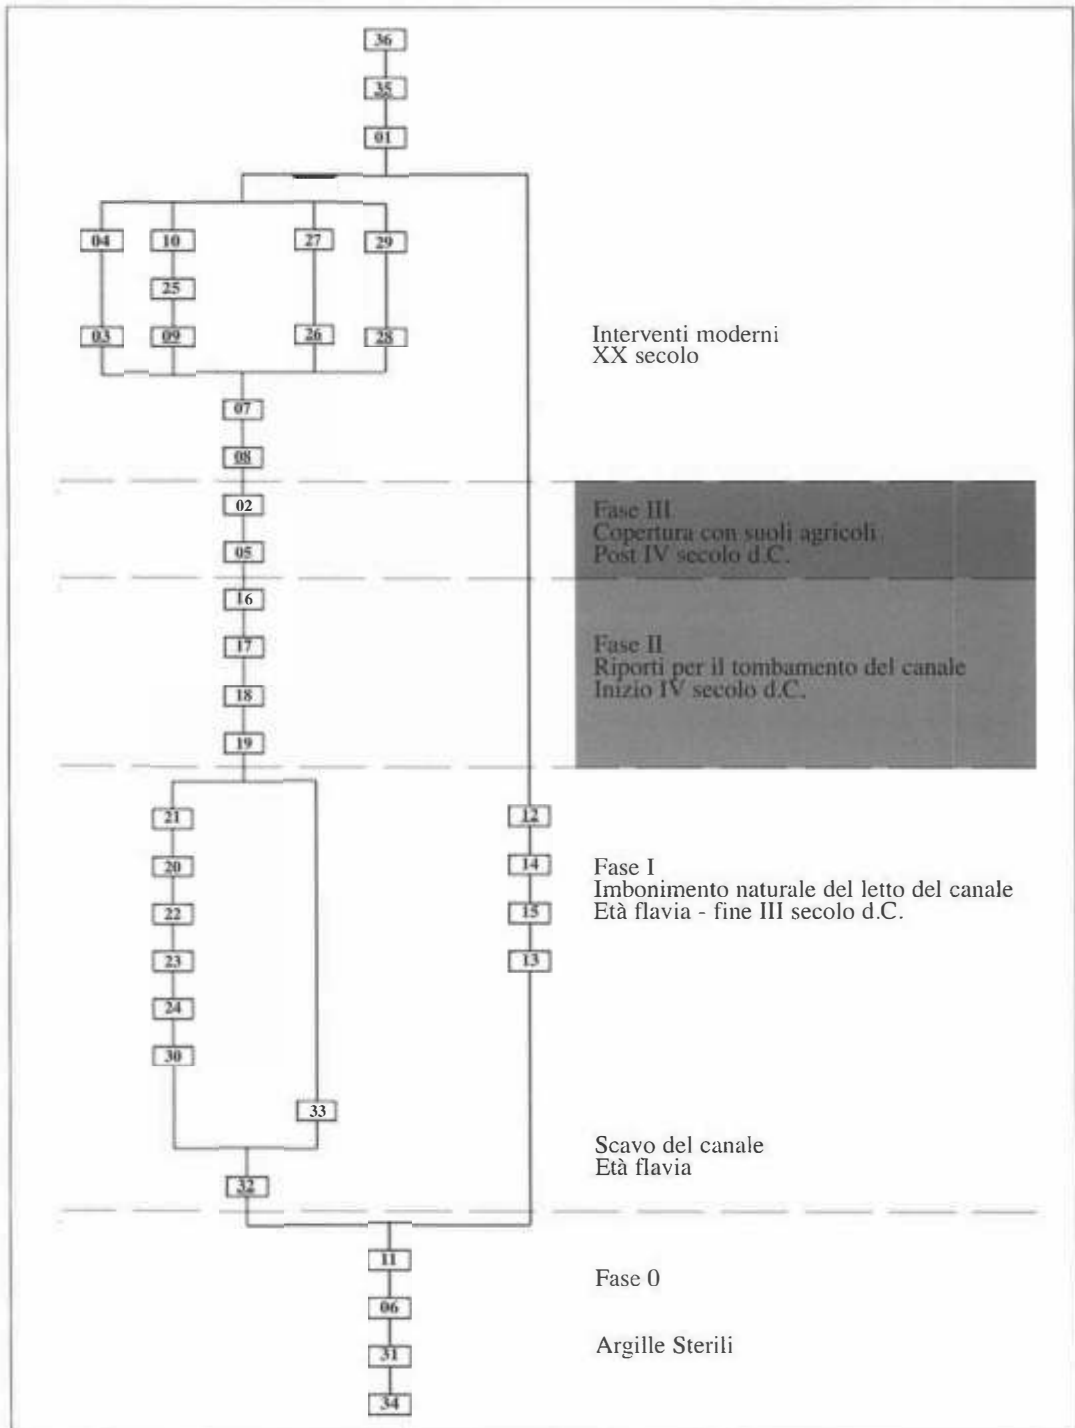 36
35
01
04 10 27 29
25
03 09 26 28
Interventi moderni
XX secolo
07
08
02
05
Fase III
Copertura con suoli agricoli
Post IV secolo d.C.
16
17
18
19
Fase II
Riporti per il tombamento del canale
Inizio IV secolo d.C.
21 12
20 14
22 15
23 13
24
30
Fase I
Imbonimento naturale del letto del canale
Età flavia - fine III secolo d.C.
33
32
Scavo del canale
Età flavia
11
06
31
34
Fase 0
Argille Sterili